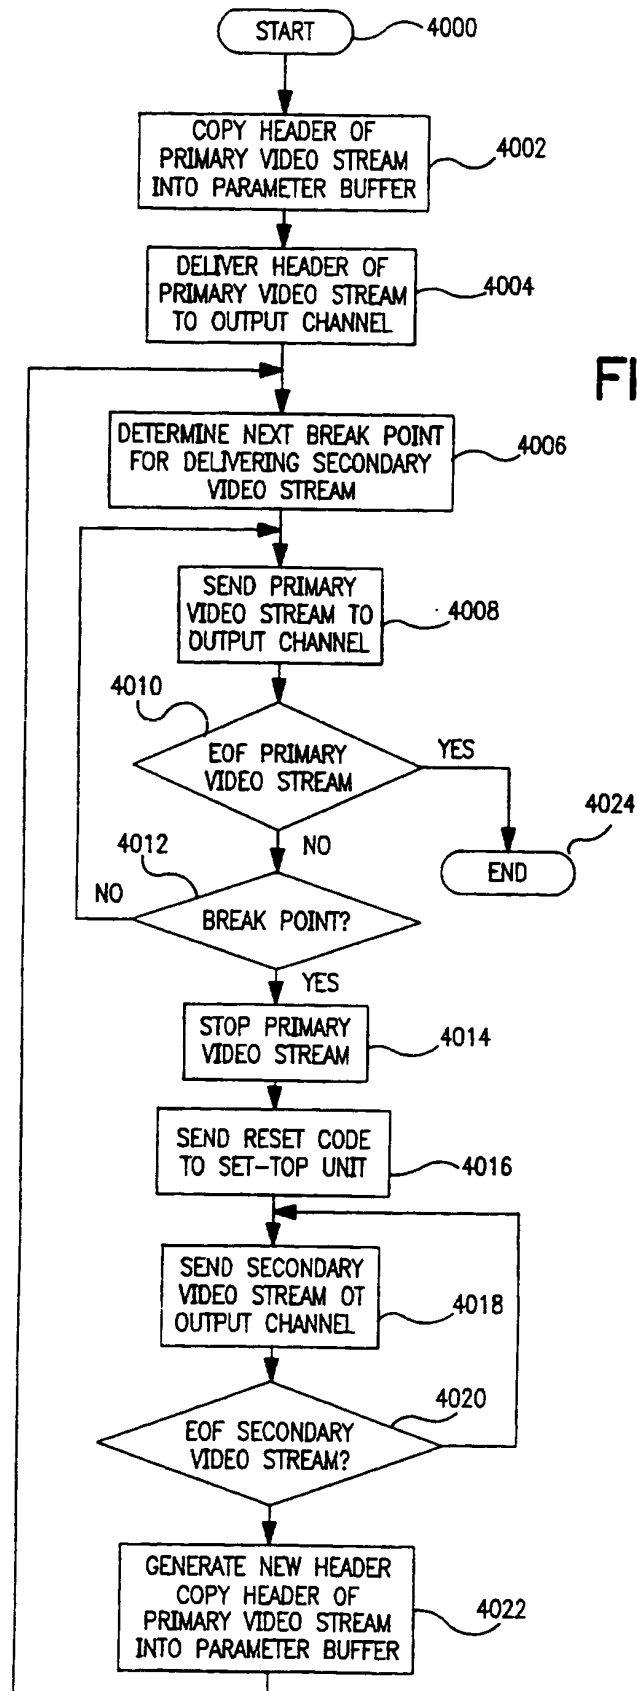 START
4000
COPY HEADER OF
PRIMARY VIDEO STREAM
INTO PARAMETER BUFFER
4002
DELIVER HEADER OF
PRIMARY VIDEO STREAM
TO OUTPUT CHANNEL
4004
FI
DETERMINE NEXT BREAK POINT
FOR DELIVERING SECONDARY
VIDEO STREAM
4006
SEND PRIMARY
VIDEO STREAM TO
OUTPUT CHANNEL
4008
4010
EOF PRIMARY
VIDEO STREAM
YES
4024
END
NO
4012
NO
BREAK POINT?
YES
STOP PRIMARY
VIDEO STREAM
4014
SEND RESET CODE
TO SET-TOP UNIT
4016
SEND SECONDARY
VIDEO STREAM OT
OUTPUT CHANNEL
4018
4020
EOF SECONDARY
VIDEO STREAM?
GENERATE NEW HEADER
COPY HEADER OF
PRIMARY VIDEO STREAM
INTO PARAMETER BUFFER
4022